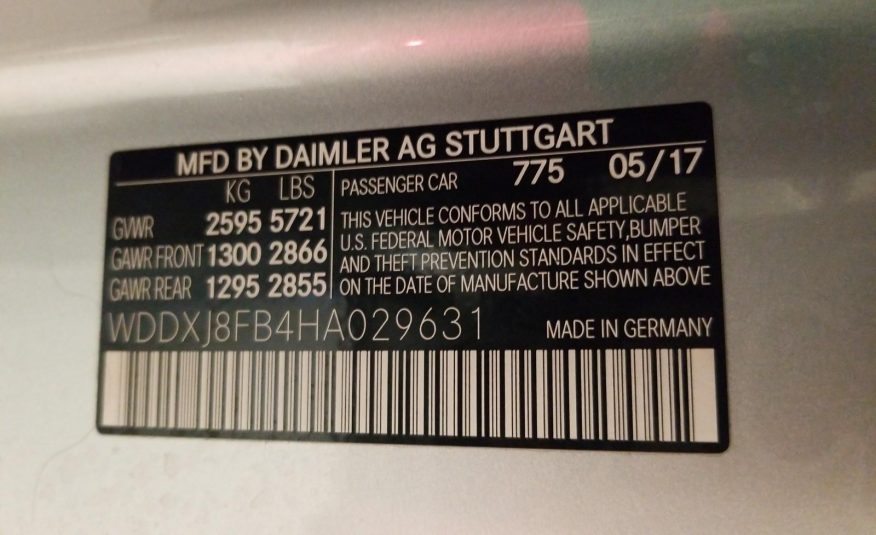 MFD BY DAIMLER AG STUTTGART
KG LBS
GVWR 2595 5721
GAWR FRONT 1300 2866
GAWR REAR 1295 2855
PASSENGER CAR 775 05/17
THIS VEHICLE CONFORMS TO ALL APPLICABLE
U.S. FEDERAL MOTOR VEHICLE SAFETY,BUMPER
AND THEFT PREVENTION STANDARDS IN EFFECT
ON THE DATE OF MANUFACTURE SHOWN ABOVE
WDDXJ8FB4HA029631
MADE IN GERMANY